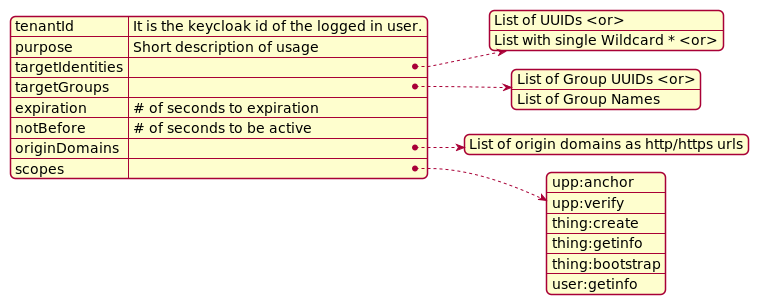 tenantId It is the keycloak id of the logged in user.
purpose Short description of usage
targetIdentities
targetGroups
expiration # of seconds to expiration
notBefore # of seconds to be active
originDomains
scopes
List of UUIDs <or>
List with single Wildcard * <or>
List of Group UUIDs <or>
List of Group Names
List of origin domains as http/https urls
upp:anchor
upp:verify
thing:create
thing:getinfo
thing:bootstrap
user:getinfo